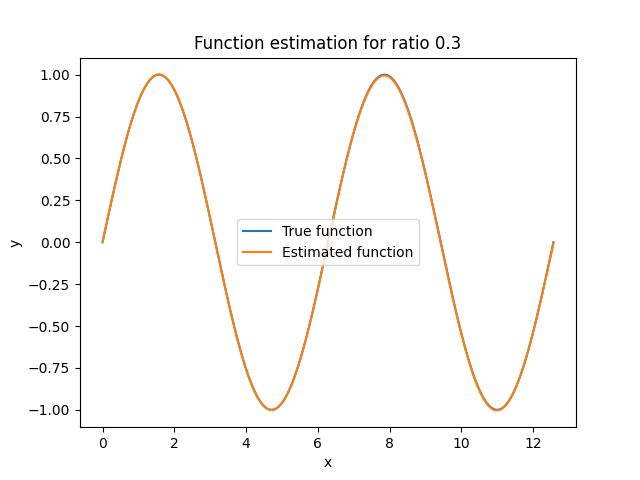 Function estimation for ratio 0.3
1.00
0.75
0.50
0.25
0.00
−0.25
−0.50
−0.75
−1.00
y
True function
Estimated function
0 2 4 6 8 10 12
x